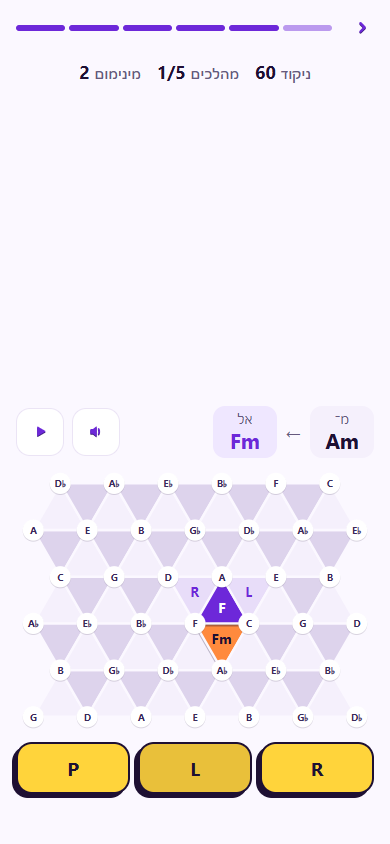 ניקוד 60 מהלכים 1/5 מינימום 2
מ־ Am ← אל Fm
D♭ A♭ E♭ B♭ F C
A E B G♭ D♭ A♭ E♭
C G D A E B
R F L
A♭ E♭ B♭ F C G D
Fm
B G♭ D♭ A♭ E♭ B♭
G D A E B G♭ D♭
P L R